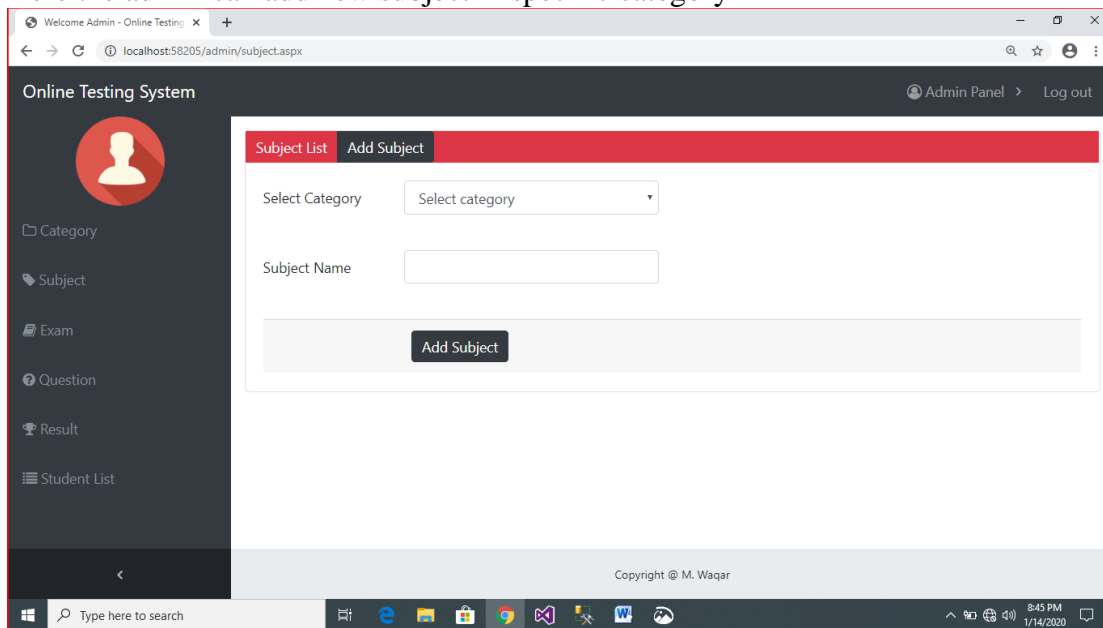 Welcome Admin - Online Testing
localhost:58205/admin/subject.aspx
Online Testing System
Admin Panel > Log out
Subject List Add Subject
Select Category Select category
Category
Subject Name
Subject
Exam
Add Subject
Question
Result
Student List
Copyright @ M. Waqar
Type here to search
8:45 PM
1/14/2020